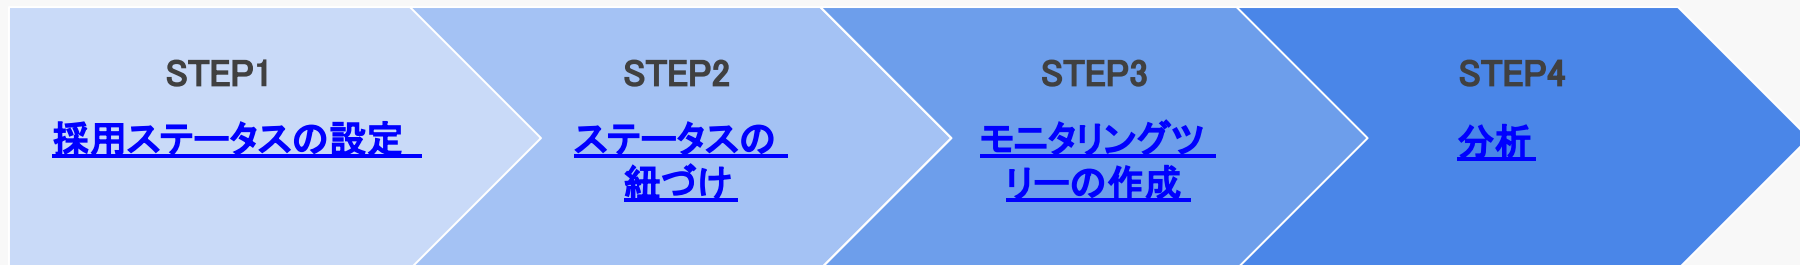 STEP1
採用ステータスの設定
STEP2
ステータスの
紐づけ
STEP3
モニタリングツ
リーの作成
STEP4
分析